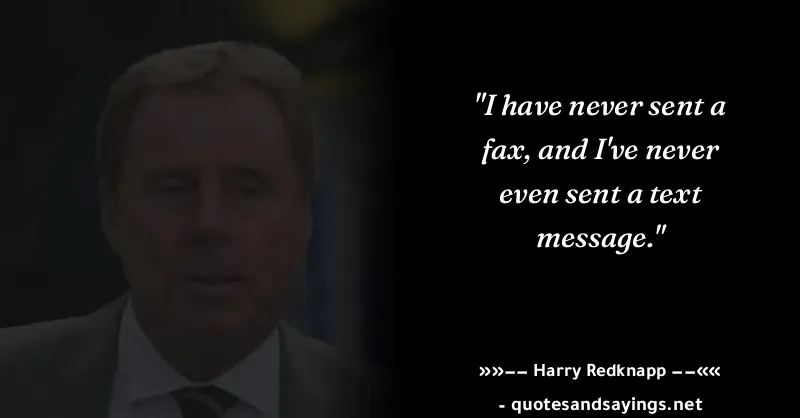 "I have never sent a
fax, and I've never
even sent a text
message."
»»−− Harry Redknapp −−««
- quotesandsayings.net